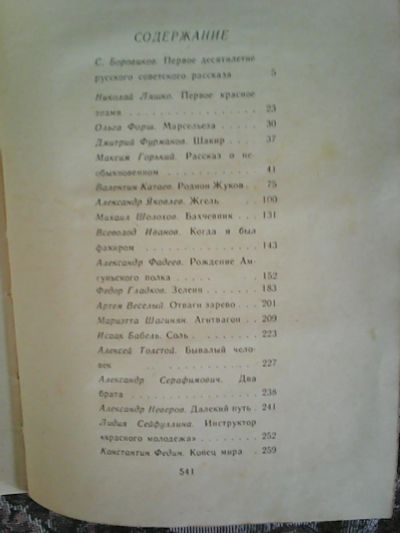 СОДЕРЖАНИЕ
С. Боровиков. Первое десятилетие
русского советского рассказа 5
Николай Ляшко. Первое красное
знамя . . . . . . . . . . 23
Ольга Форш. Марсельеза . . . . . 30
Дмитрий Фурманов. Шакир . . . . 37
Максим Горький. Рассказ о не-
обыкновенном . . . . . . . . 41
Валентин Катаев. Родион Жуков . . 75
Александр Яковлев. Жгель . . . . 100
Михаил Шолохов. Бахчевник . . . 131
Всеволод Иванов. Когда я был
факиром . . . . . . . . . 143
Александр Фадеев. Рождение Ам-
гуньского полка . . . . . 152
Федор Гладков. Зелени . . . . . . 183
Артем Веселый. Отваги зарево . . 201
Мариэтта Шагинян. Агитвагон . . 209
Исаак Бабель. Соль . . . . . . 223
Алексей Толстой. Бывалый чело-
век . . . . . . . . 227
Александр Серафимович. Два
брата . . . . . . . . . . . 238
Александр Неверов. Далекий путь . 241
Лидия Сейфуллина. Инструктор
«красного молодежа» . . . . . . . 252
Константин Федин. Конец мира . . 259
541